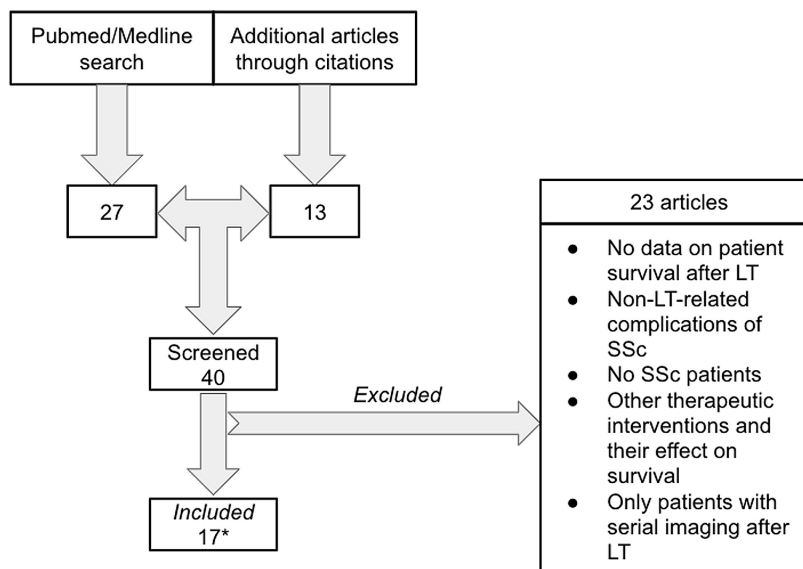 Pubmed/Medline
search
Additional articles
through citations
27
13
Screened
40
Excluded
Included
17*
23 articles
● No data on patient
survival after LT
● Non-LT-related
complications of
SSc
● No SSc patients
● Other therapeutic
interventions and
their effect on
survival
● Only patients with
serial imaging after
LT